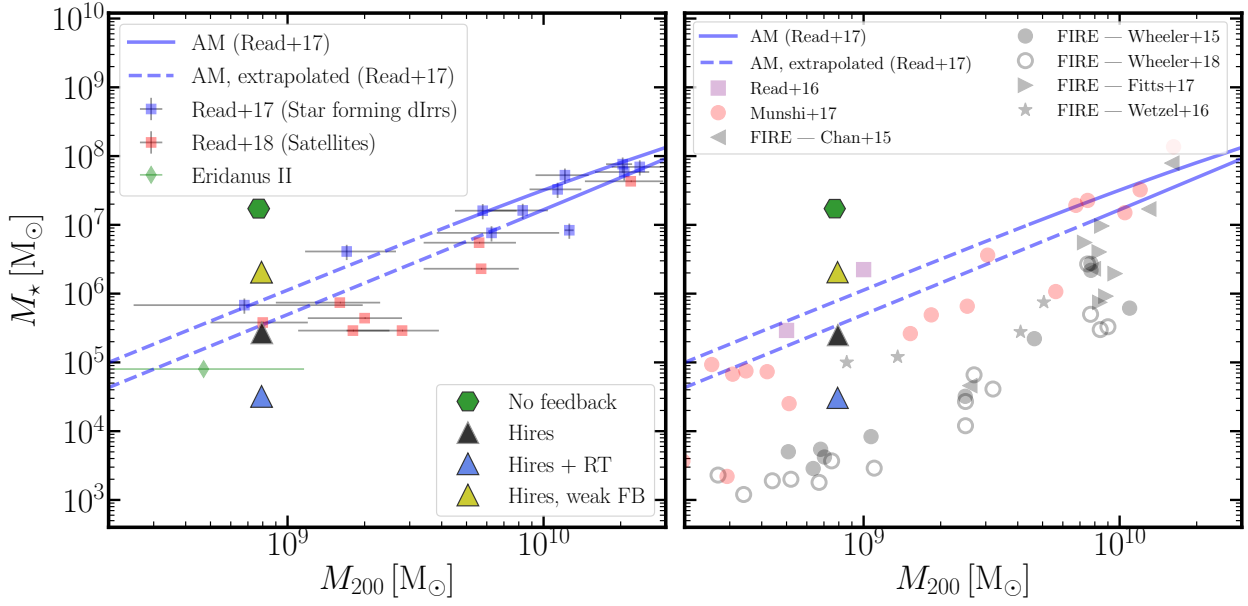 10^10
10^9
10^8
10^7
10^6
10^5
10^4
10^3
M⋆ [M⊙]
AM (Read+17)
AM, extrapolated (Read+17)
Read+17 (Star forming dIrrs)
Read+18 (Satellites)
Eridanus II
No feedback
Hires
Hires + RT
Hires, weak FB
10^9
10^10
M200 [M⊙]
AM (Read+17)
AM, extrapolated (Read+17)
Read+16
Munshi+17
FIRE — Chan+15
FIRE — Wheeler+15
FIRE — Wheeler+18
FIRE — Fitts+17
FIRE — Wetzel+16
10^9
10^10
M200 [M⊙]